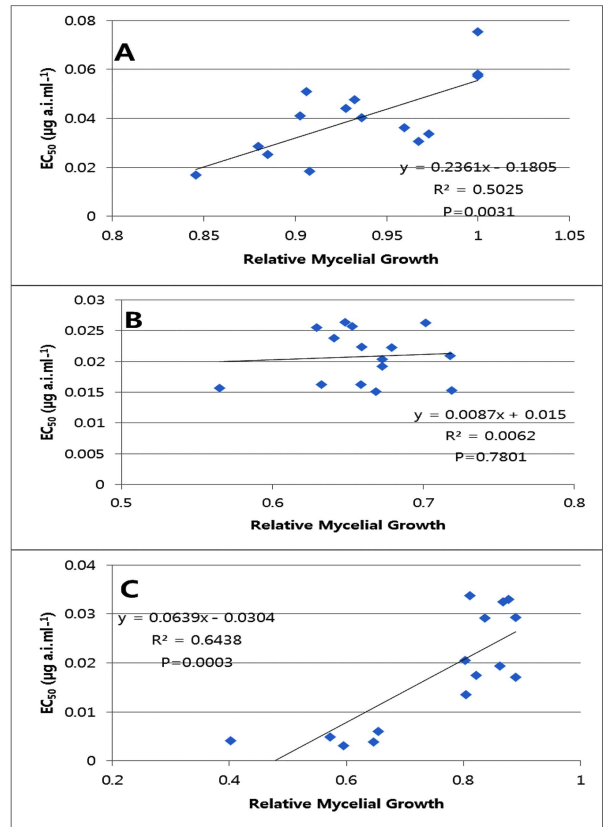 A
EC50 (µg a.i.ml-1)
0.08
0.06
0.04
0.02
0
y = 0.2361x - 0.1805
R² = 0.5025
P=0.0031
0.8 0.85 0.9 0.95 1 1.05
Relative Mycelial Growth
B
EC50 (µg a.i.ml-1)
0.03
0.025
0.02
0.015
0.01
0.005
0
y = 0.0087x + 0.015
R² = 0.0062
P=0.7801
0.5 0.6 0.7 0.8
Relative Mycelial Growth
C
EC50 (µg a.i.ml-1)
0.04
0.03
0.02
0.01
0
y = 0.0639x - 0.0304
R² = 0.6438
P=0.0003
0.2 0.4 0.6 0.8 1
Relative Mycelial Growth